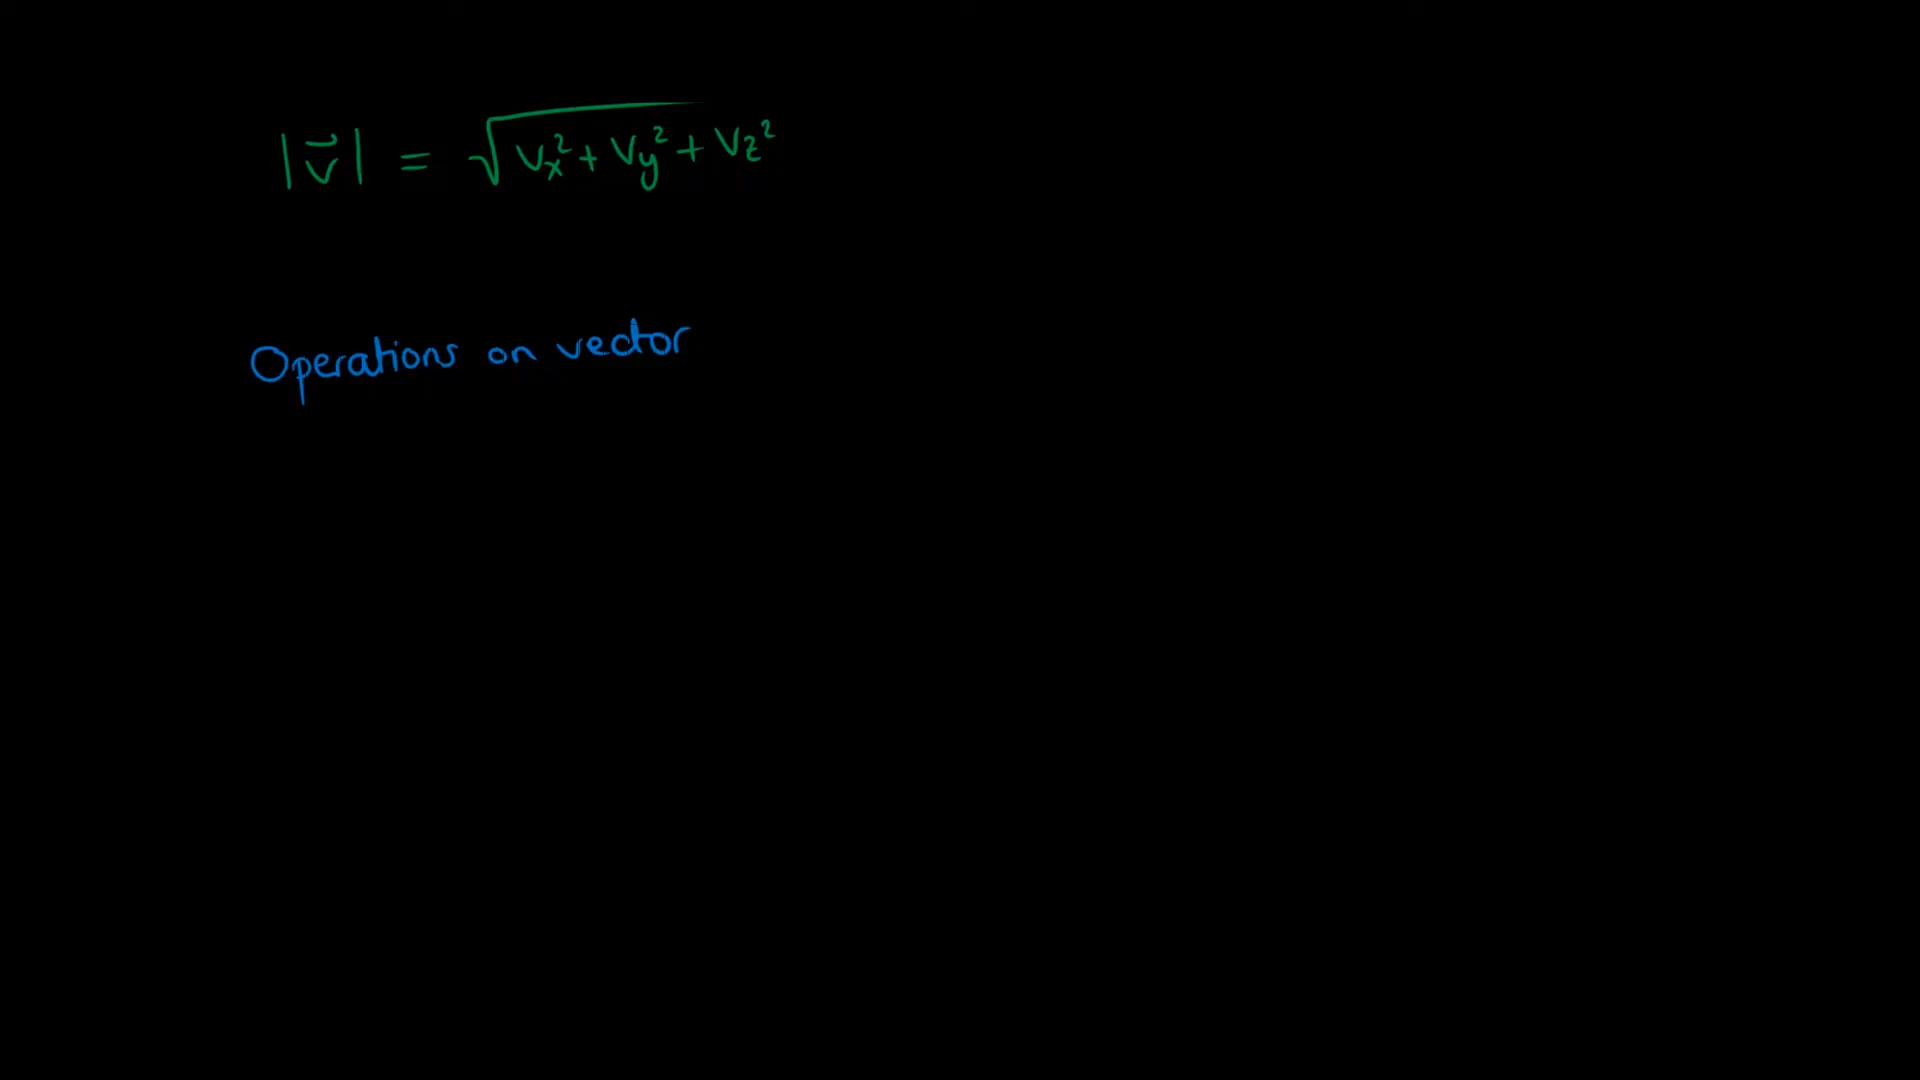 |v⃗| = √vx² + vy² + vz²
Operations on vector